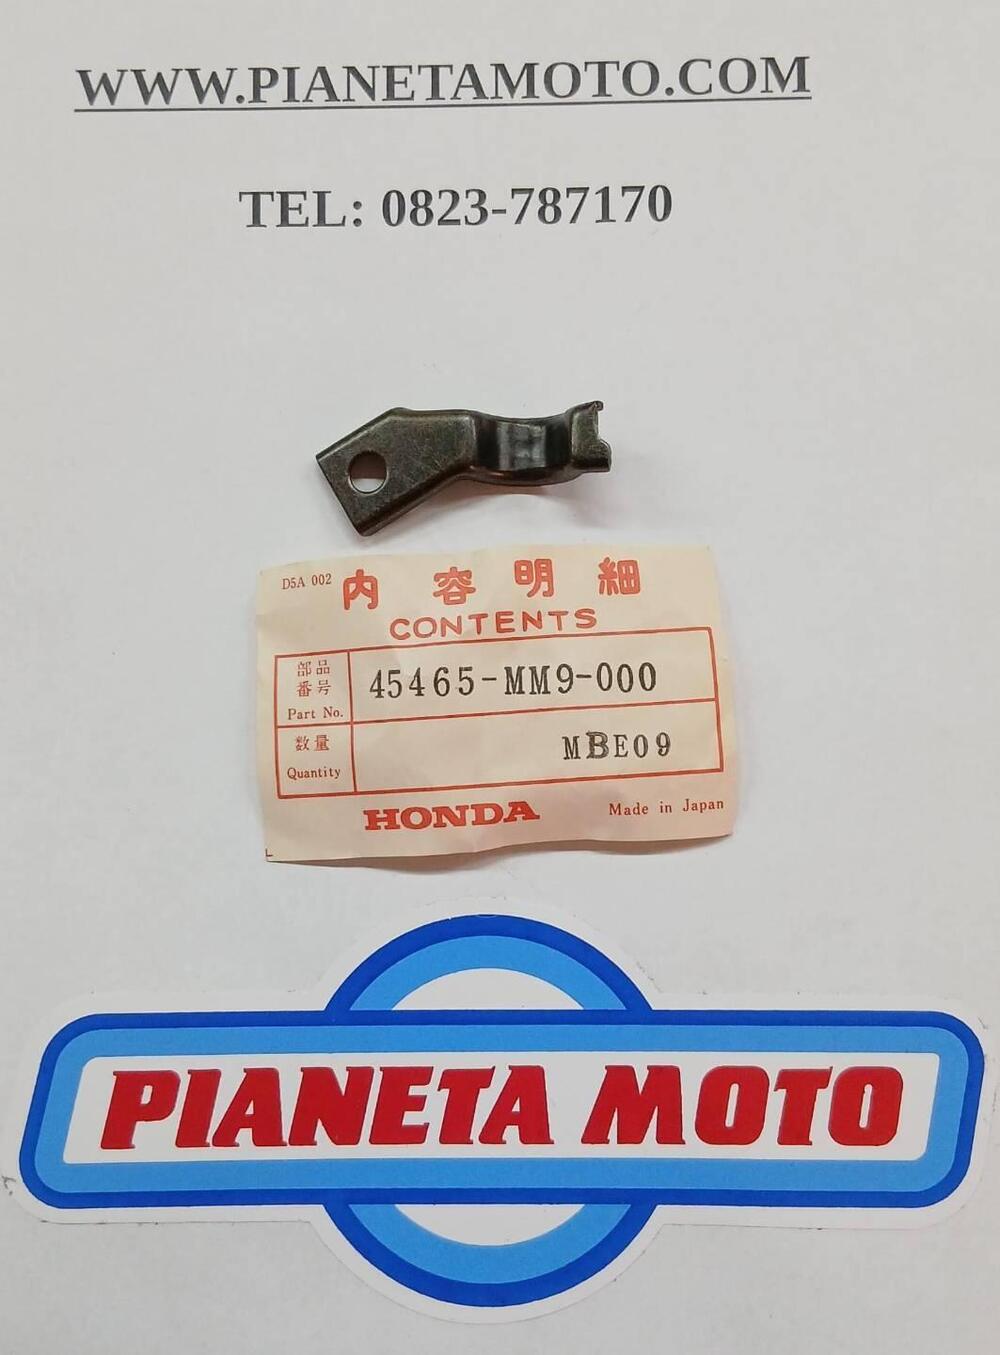 WWW.PIANETAMOTO.COM
TEL: 0823-787170
D5A 002
内容明細
CONTENTS
部品
番号
Part No.
45465-MM9-000
数量
Quantity
MBE09
HONDA
Made in Japan
PIANETA MOTO